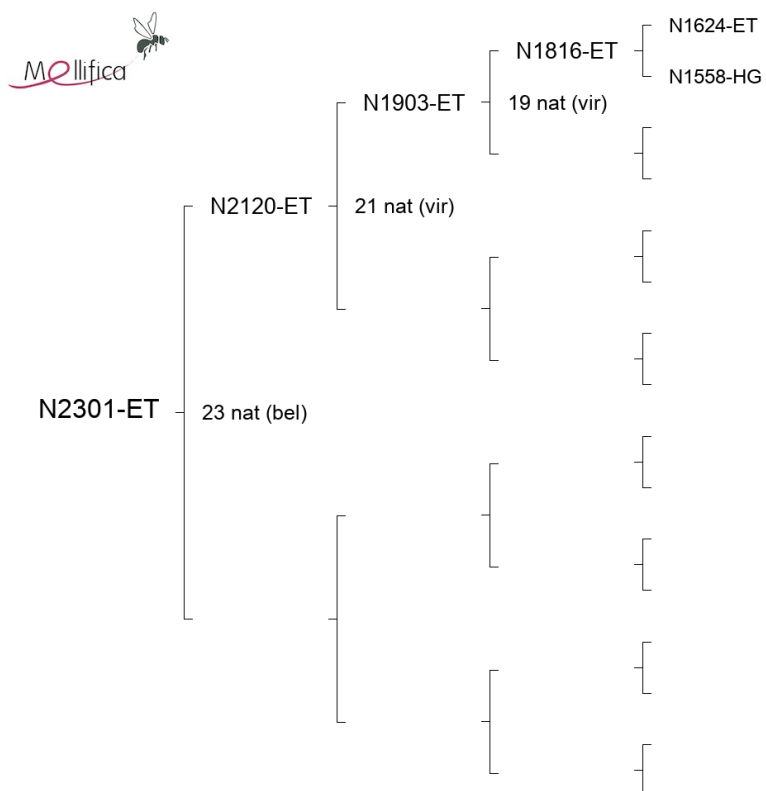 Mellifica
N1624-ET
N1816-ET
N1558-HG
N1903-ET
19 nat (vir)
N2120-ET
21 nat (vir)
N2301-ET
23 nat (bel)